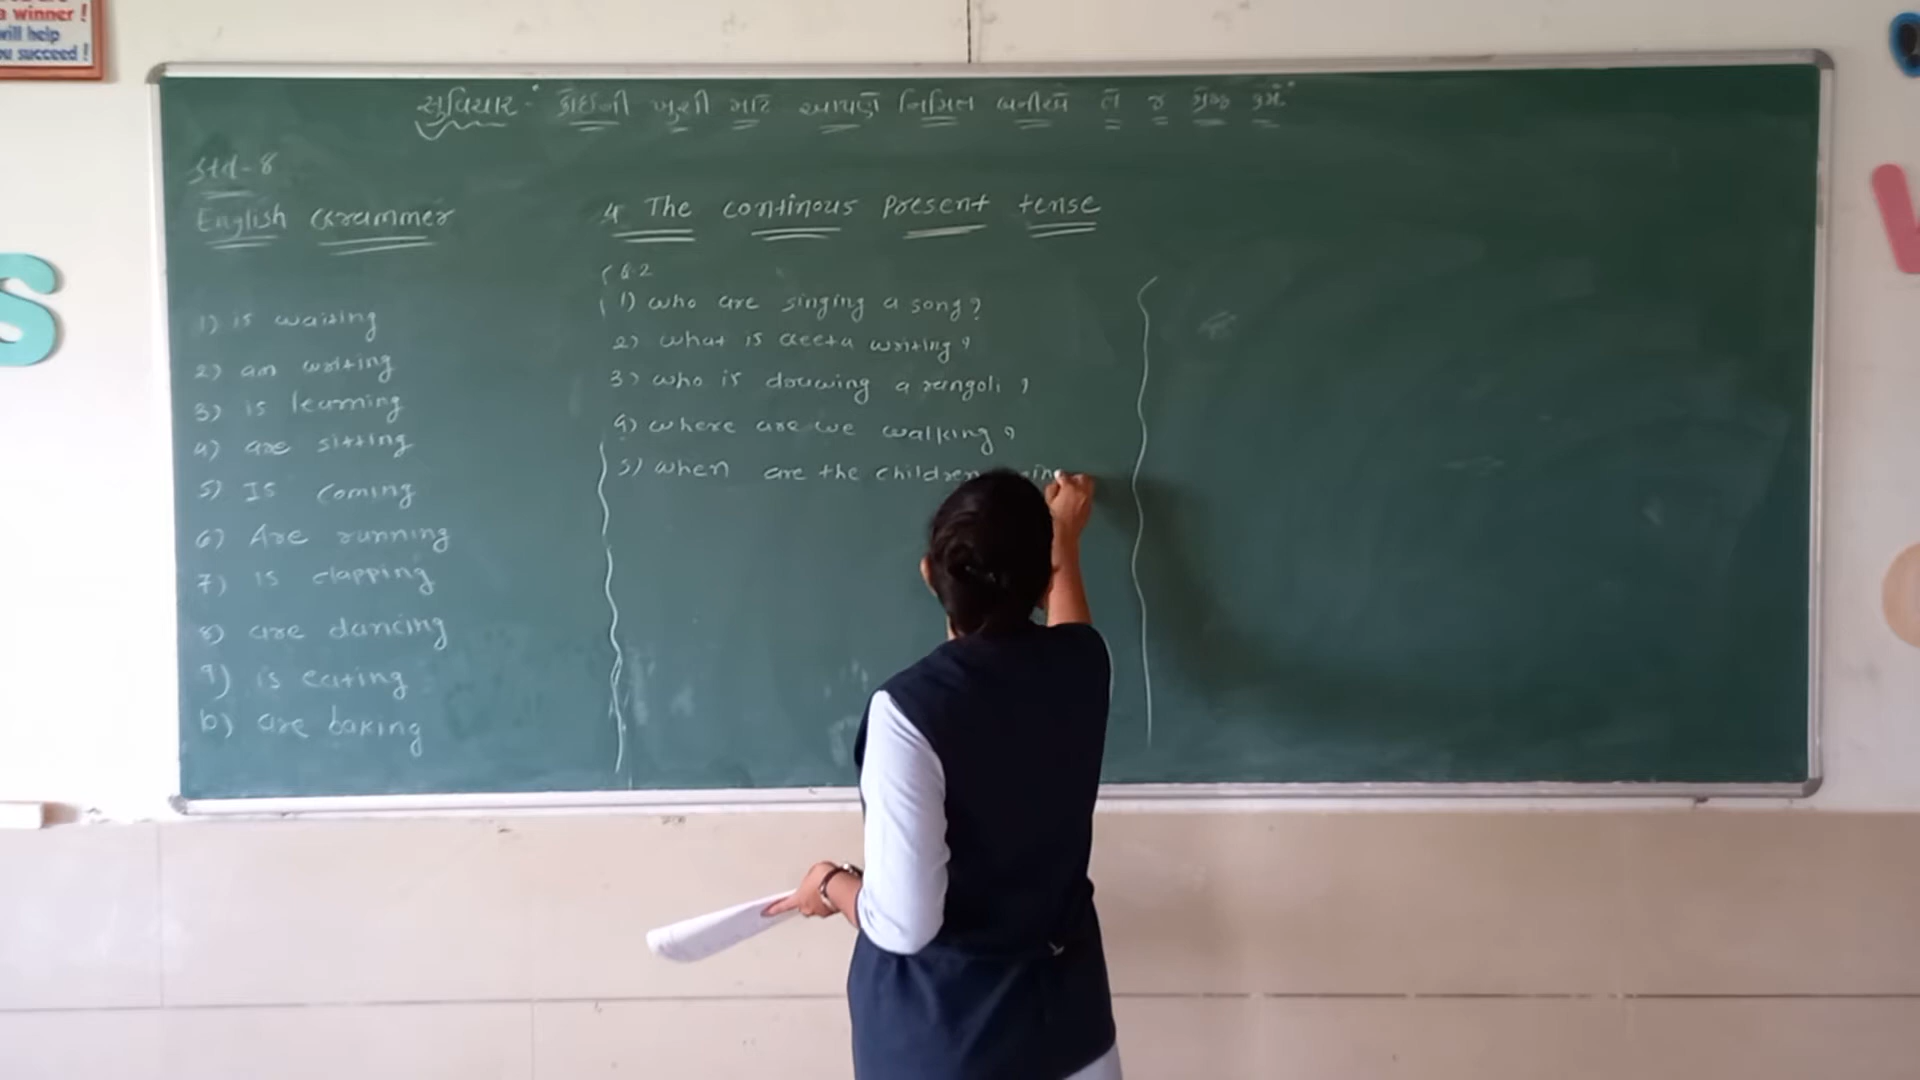 a winner !
will help
ou succeed !
સુવિચાર: કોઈની ખુશી માટે આપણે નિમિત બનીએ તે જ
English Grammer
4 The continous Present tense
1) is waiting
2) am writing
3) is learning
4) are sitting
5) Is coming
6) Are running
7) is clapping
8) are dancing
9) is eating
10) are baking
Q.2
1) who are singing a song?
2) what is Geeta writing?
3) who is drawing a rangoli ?
4) where are we walking?
5) when are the children